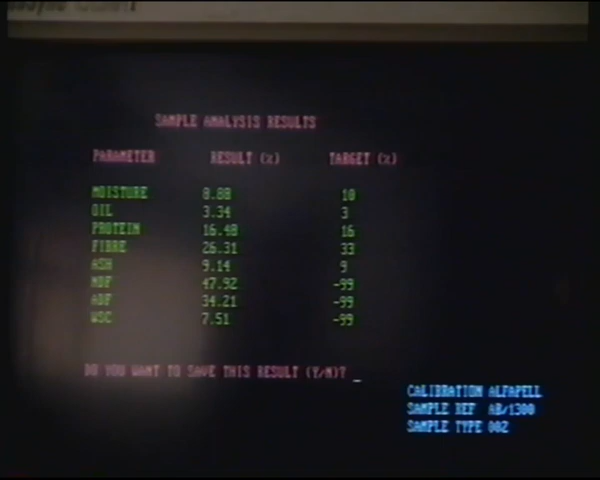 SAMPLE ANALYSIS RESULTS
PARAMETER RESULT (%) TARGET (%)
MOISTURE 8.88 10
OIL 3.34 3
PROTEIN 16.48 16
FIBRE 26.31 33
ASH 9.14 9
NDF 47.92 -99
ADF 34.21 -99
WSC 7.51 -99
DO YOU WANT TO SAVE THIS RESULT (Y/N)? _
CALIBRATION ALFAPELL
SAMPLE REF AB/1300
SAMPLE TYPE 002